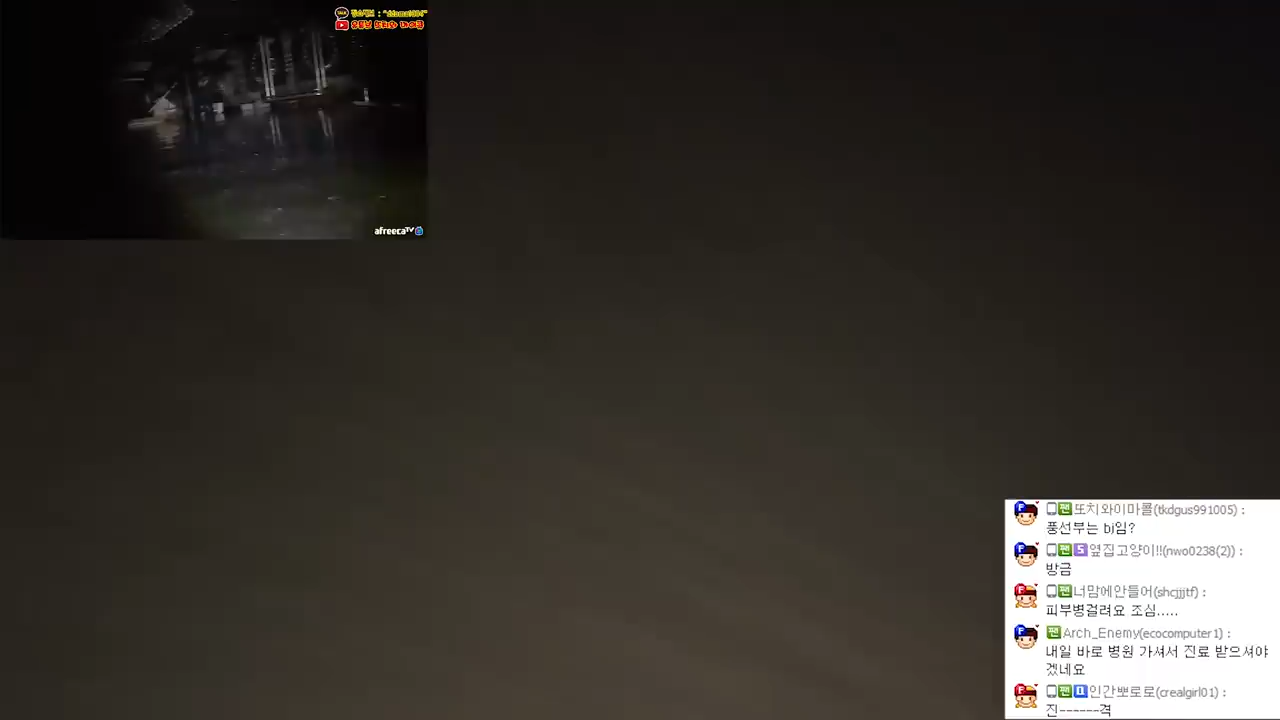 afreecaTV
또치와이마콜(tkdgus991005) :
풍선부는 bj임?
옆집고양이!!(nwo0238(2)) :
방금
너맘에안들어(shcjjjtf) :
피부병걸려요 조심.....
Arch_Enemy(ecocomputer1) :
내일 바로 병원 가셔서 진료 받으셔야
겠네요
인간뽀로로(crealgirl01) :
진------격